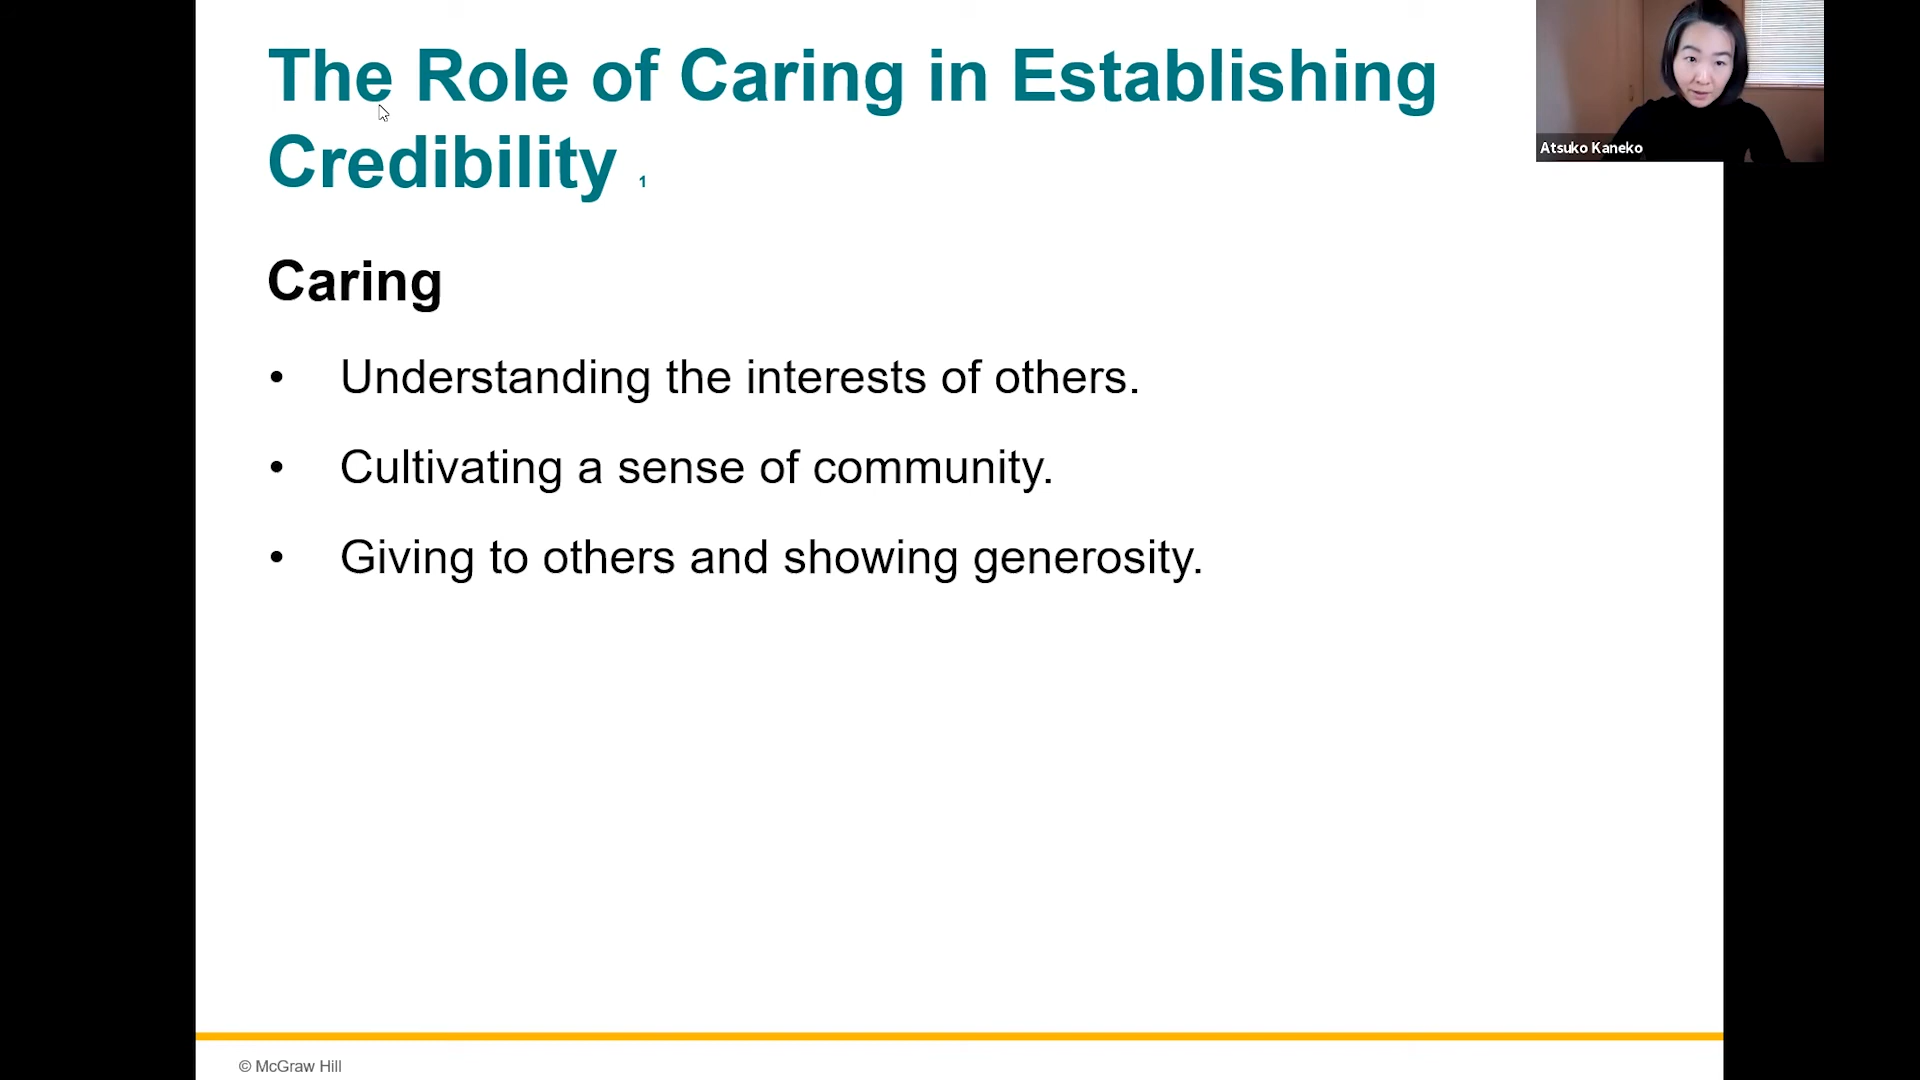 The Role of Caring in Establishing
Credibility 1
Atsuko Kaneko
Caring
• Understanding the interests of others.
• Cultivating a sense of community.
• Giving to others and showing generosity.
© McGraw Hill